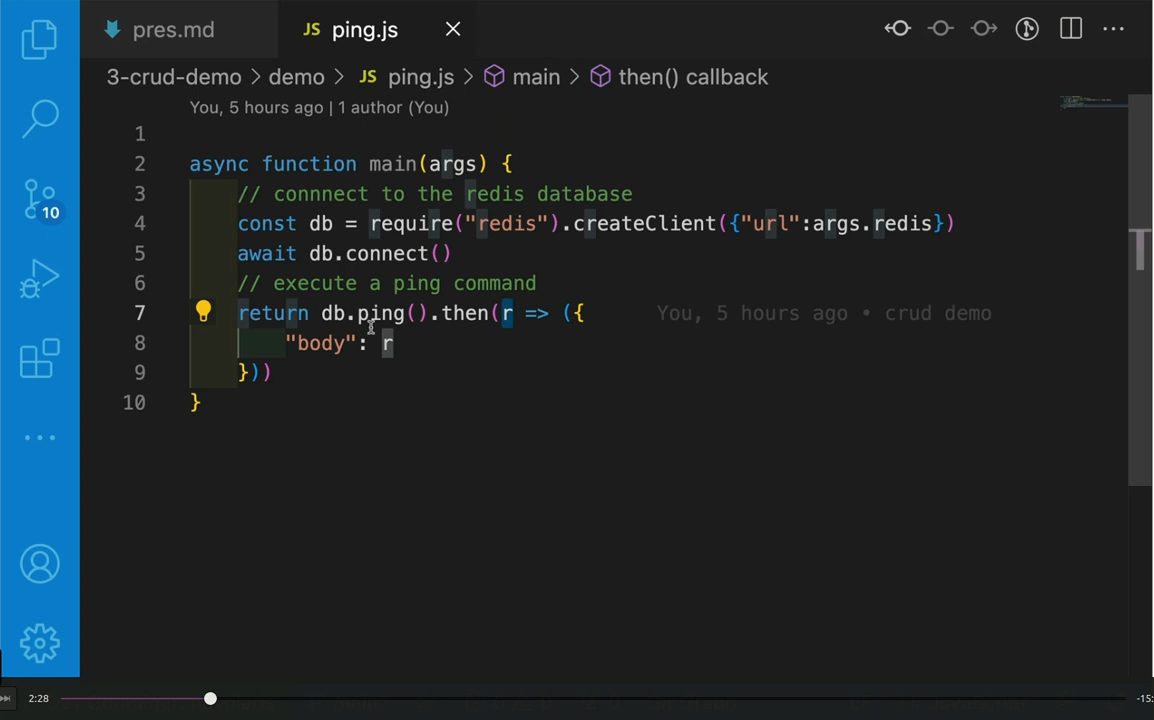 pres.md
JS ping.js
3-crud-demo > demo > JS ping.js > main > then() callback
You, 5 hours ago | 1 author (You)
1
2 async function main(args) {
3 // connnect to the redis database
4 const db = require("redis").createClient({"url":args.redis})
5 await db.connect()
6 // execute a ping command
7 return db.ping().then(r => ({ You, 5 hours ago • crud demo
8 "body": r
9 }))
10 }
10
2:28
-15: